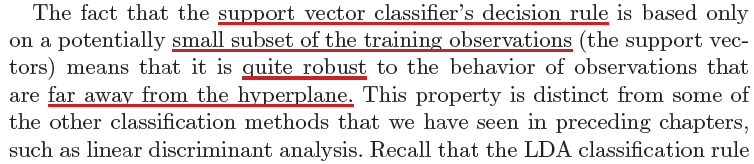 The fact that the support vector classifier's decision rule is based only
on a potentially small subset of the training observations (the support vec-
tors) means that it is quite robust to the behavior of observations that
are far away from the hyperplane. This property is distinct from some of
the other classification methods that we have seen in preceding chapters,
such as linear discriminant analysis. Recall that the LDA classification rule